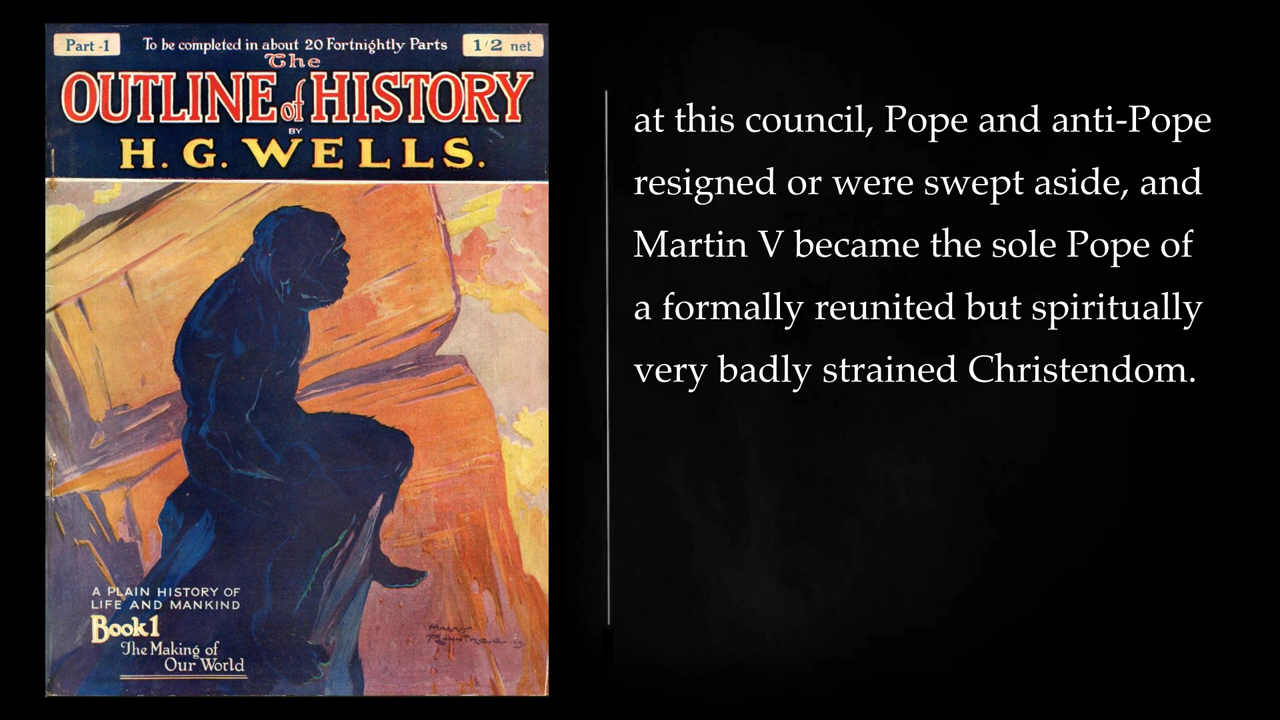 Part -1
To be completed in about 20 Fortnightly Parts
1/2 net
The
OUTLINE of HISTORY
BY
H. G. WELLS.
A PLAIN HISTORY OF
LIFE AND MANKIND
Book 1
The Making of
Our World
at this council, Pope and anti-Pope
resigned or were swept aside, and
Martin V became the sole Pope of
a formally reunited but spiritually
very badly strained Christendom.